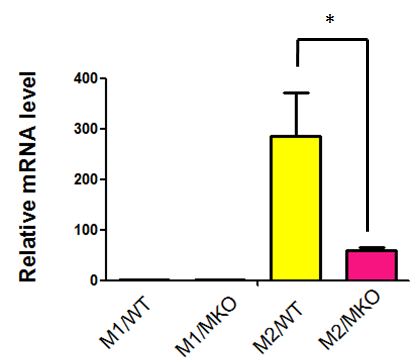 *
Relative mRNA level
400
300
200
100
0
M1/WT
M1/MKO
M2/WT
M2/MKO